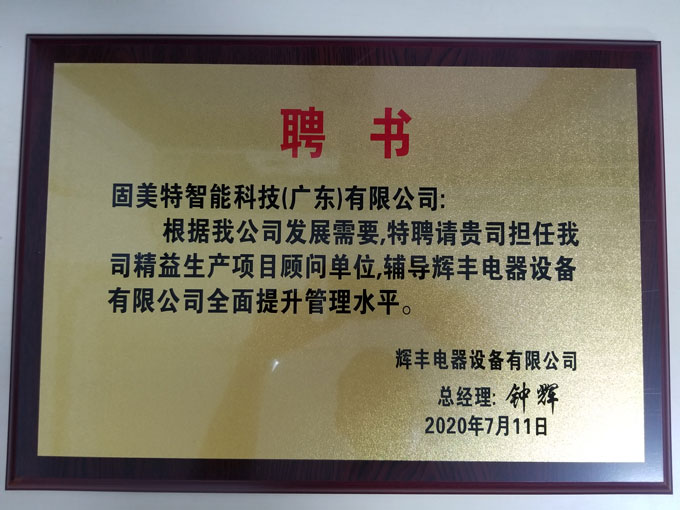 聘 书
固美特智能科技(广东)有限公司:
根据我公司发展需要,特聘请贵司担任我
司精益生产项目顾问单位,辅导辉丰电器设备
有限公司全面提升管理水平。
辉丰电器设备有限公司
总经理: 钟辉
2020年7月11日